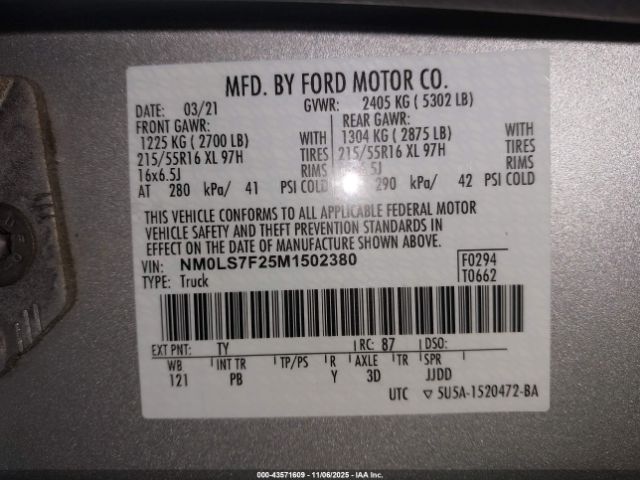 MFD. BY FORD MOTOR CO.
DATE: 03/21 GVWR: 2405 KG ( 5302 LB)
FRONT GAWR: REAR GAWR:
1225 KG ( 2700 LB) WITH 1304 KG ( 2875 LB) WITH
215/55R16 XL 97H TIRES 215/55R16 XL 97H TIRES
16x6.5J RIMS 6.5J RIMS
AT 280 kPa/ 41 PSI COLD 290 kPa/ 42 PSI COLD
THIS VEHICLE CONFORMS TO ALL APPLICABLE FEDERAL MOTOR
VEHICLE SAFETY AND THEFT PREVENTION STANDARDS IN
EFFECT ON THE DATE OF MANUFACTURE SHOWN ABOVE.
VIN: NM0LS7F25M1502380 F0294
TYPE: Truck T0662
EXT PNT: TY RC: 87 DSO:
WB INT TR TP/PS R AXLE TR SPR
121 PB Y 3D JJDD
UTC ▽ 5U5A-1520472-BA
000-43571609 - 11/06/2025 - IAAI, Inc.